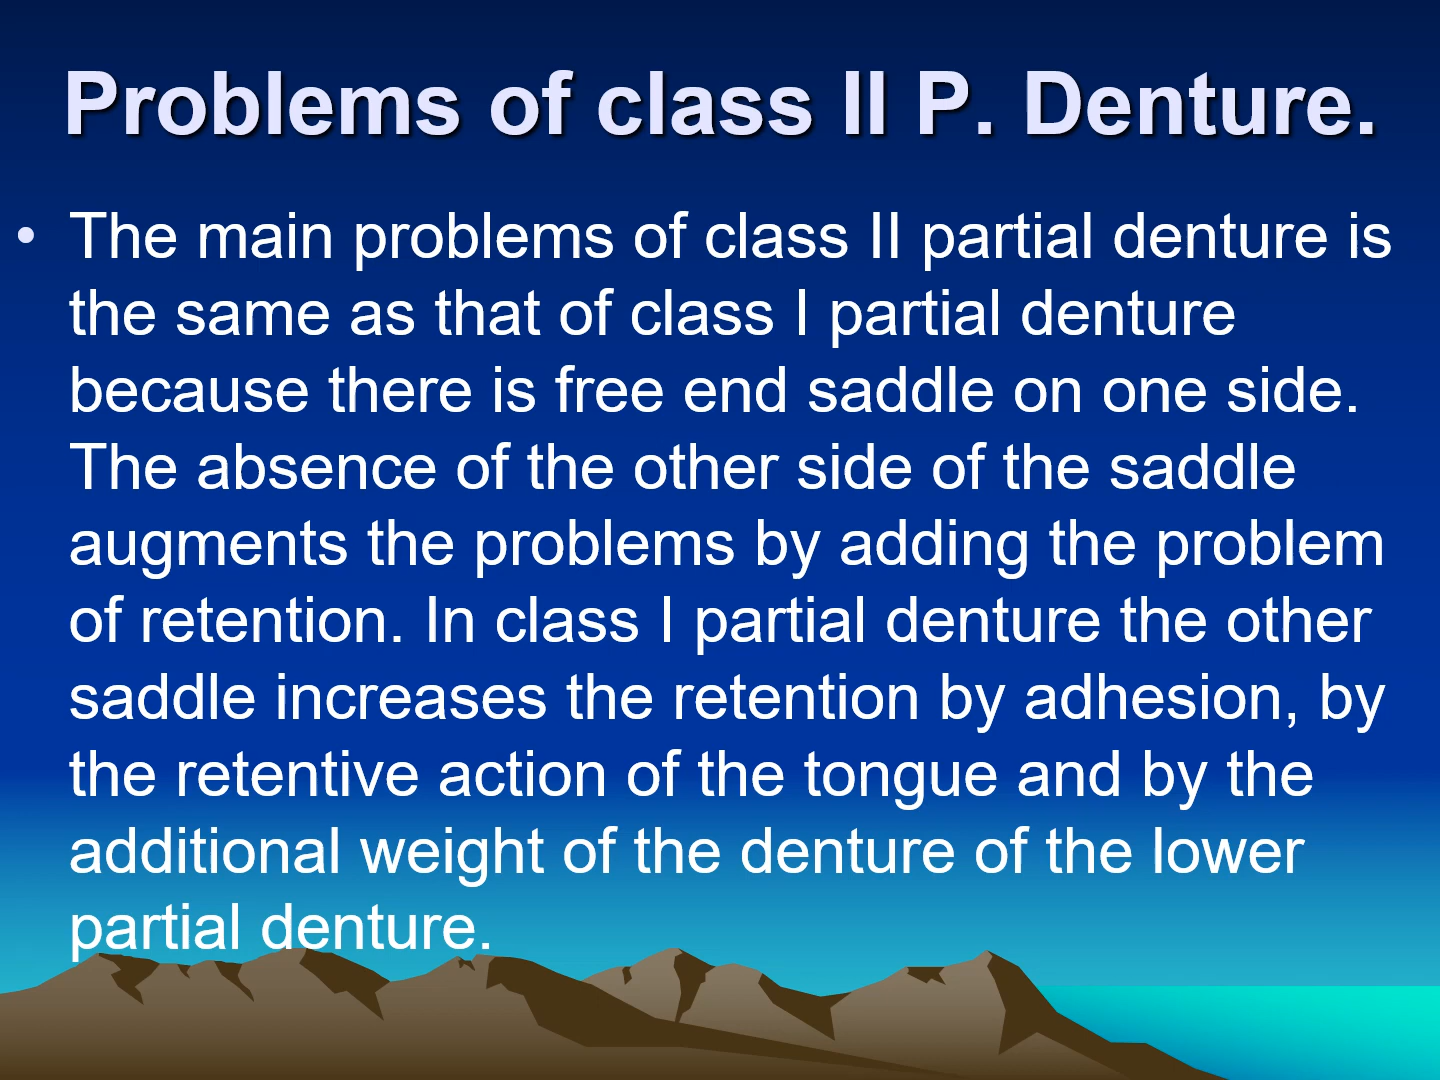 Problems of class II P. Denture.
• The main problems of class II partial denture is
the same as that of class I partial denture
because there is free end saddle on one side.
The absence of the other side of the saddle
augments the problems by adding the problem
of retention. In class I partial denture the other
saddle increases the retention by adhesion, by
the retentive action of the tongue and by the
additional weight of the denture of the lower
partial denture.